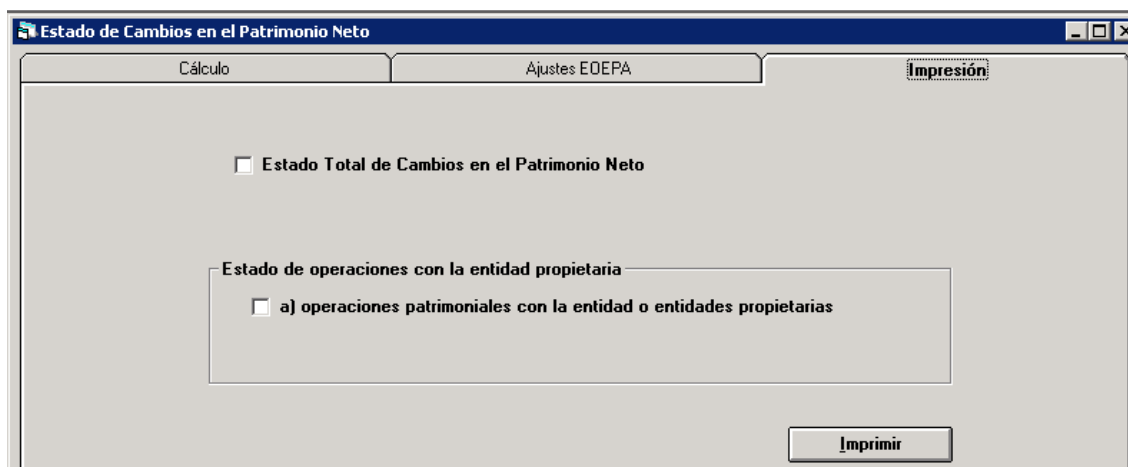 Estado de Cambios en el Patrimonio Neto
Cálculo
Ajustes EOEPA
Impresión
Estado Total de Cambios en el Patrimonio Neto
Estado de operaciones con la entidad propietaria
a) operaciones patrimoniales con la entidad o entidades propietarias
Imprimir